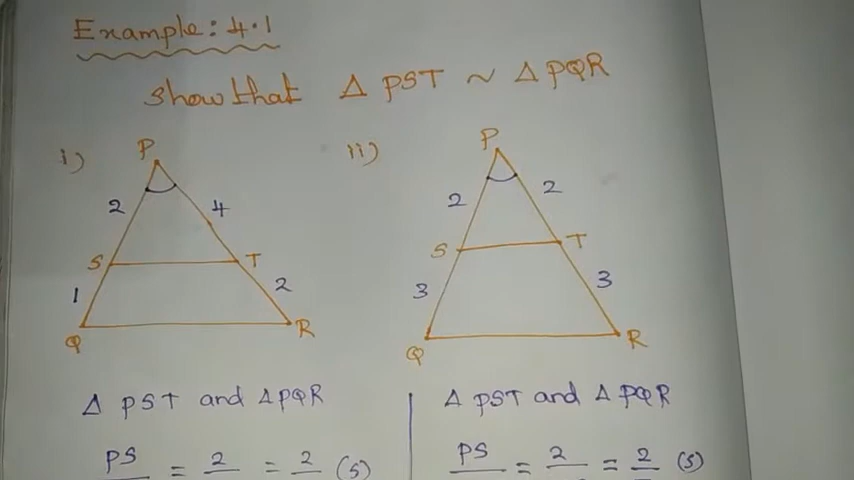 Example: 4.1
Show that Δ PST ~ Δ PQR
i)
P
2
4
S
T
1
2
Q
R
ii)
P
2
2
S
T
3
3
Q
R
Δ PST and Δ PQR
PS = 2 = 2 (S)
Δ PST and Δ PQR
PS = 2 = 2 (S)